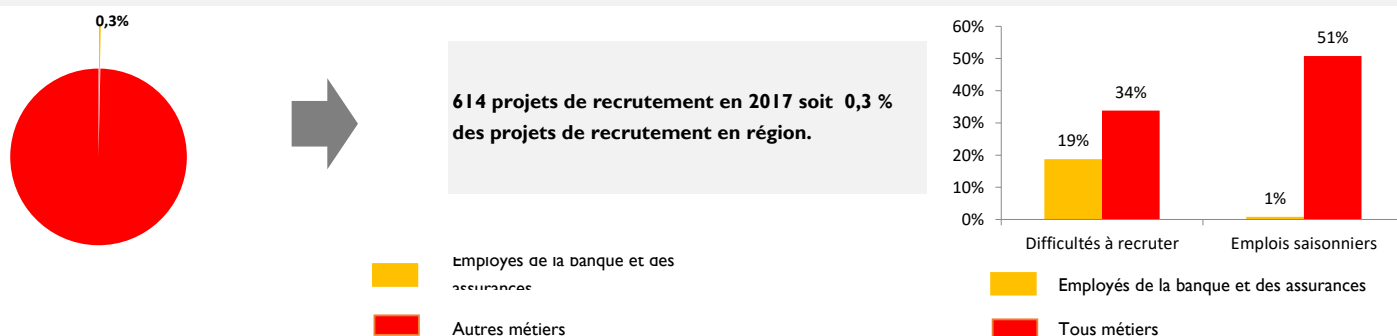 0,3%
614 projets de recrutement en 2017 soit 0,3 %
des projets de recrutement en région.
Employés de la banque et des
assurances
Autres métiers
60%
50%
40%
30%
20%
10%
0%
19%
34%
1%
51%
Difficultés à recruter
Emplois saisonniers
Employés de la banque et des assurances
Tous métiers